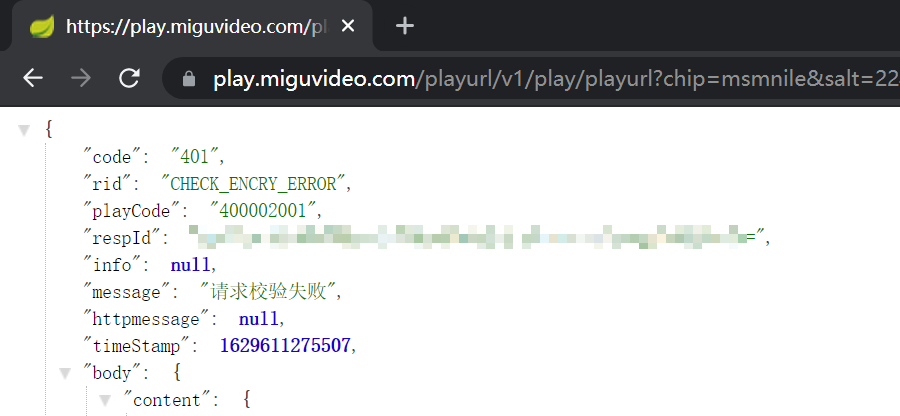 https://play.miguvideo.com/pl
play.miguvideo.com/playurl/v1/play/playurl?chip=msmnile&salt=22
{
"code": "401",
"rid": "CHECK_ENCRY_ERROR",
"playCode": "400002001",
"respId": "=",
"info": null,
"message": "请求校验失败",
"httpmessage": null,
"timeStamp": 1629611275507,
"body": {
"content": {